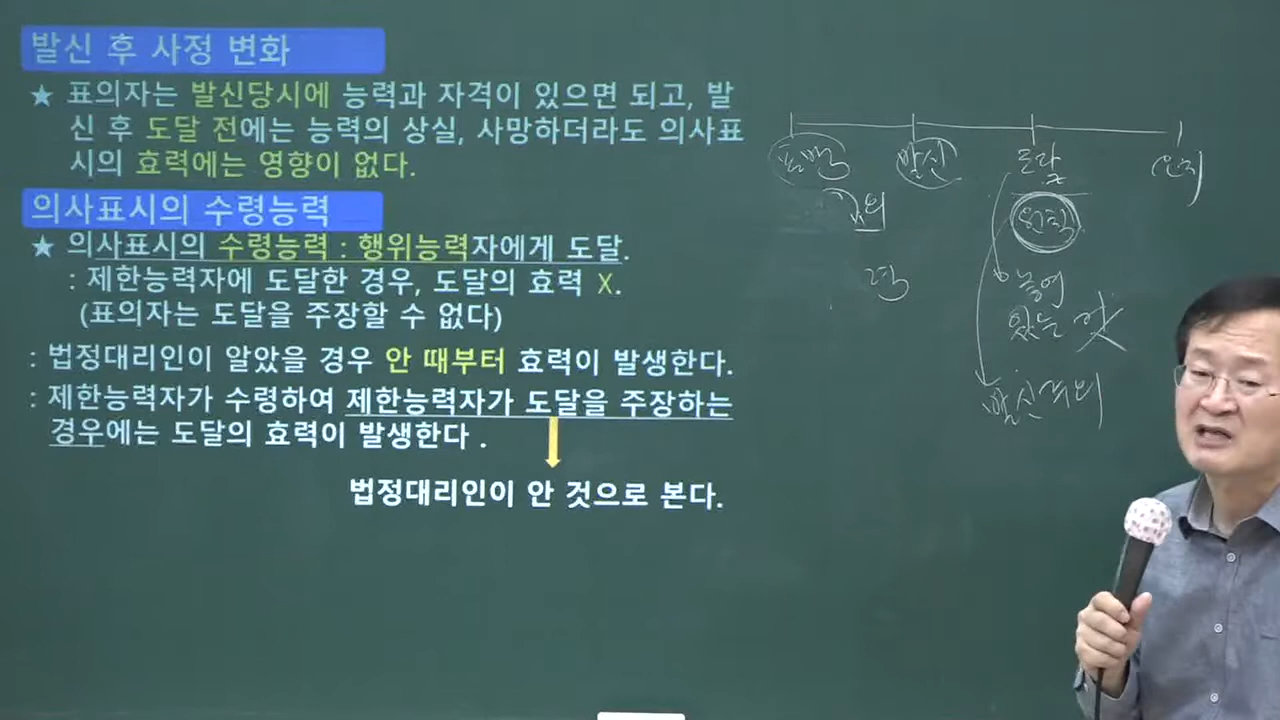 발신 후 사정 변화
★ 표의자는 발신당시에 능력과 자격이 있으면 되고, 발
신 후 도달 전에는 능력의 상실, 사망하더라도 의사표
시의 효력에는 영향이 없다.
의사표시의 수령능력
★ 의사표시의 수령능력 : 행위능력자에게 도달.
: 제한능력자에 도달한 경우, 도달의 효력 X.
(표의자는 도달을 주장할 수 없다)
: 법정대리인이 알았을 경우 안 때부터 효력이 발생한다.
: 제한능력자가 수령하여 제한능력자가 도달을 주장하는
경우에는 도달의 효력이 발생한다 .
법정대리인이 안 것으로 본다.
표백 발신 도달 인지
원칙
놓여
있는 것
발신주의